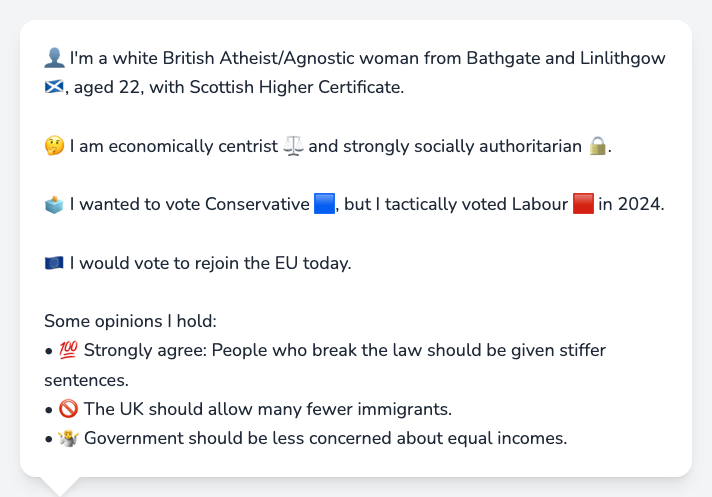 👤 I'm a white British Atheist/Agnostic woman from Bathgate and Linlithgow
🏴󠁧󠁢󠁳󠁣󠁴󠁿, aged 22, with Scottish Higher Certificate.
🤔 I am economically centrist ⚖️ and strongly socially authoritarian 🔒.
🗳️ I wanted to vote Conservative 🟦, but I tactically voted Labour 🟥 in 2024.
🇪🇺 I would vote to rejoin the EU today.
Some opinions I hold:
• 💯 Strongly agree: People who break the law should be given stiffer
sentences.
• 🚫 The UK should allow many fewer immigrants.
• 🤷 Government should be less concerned about equal incomes.